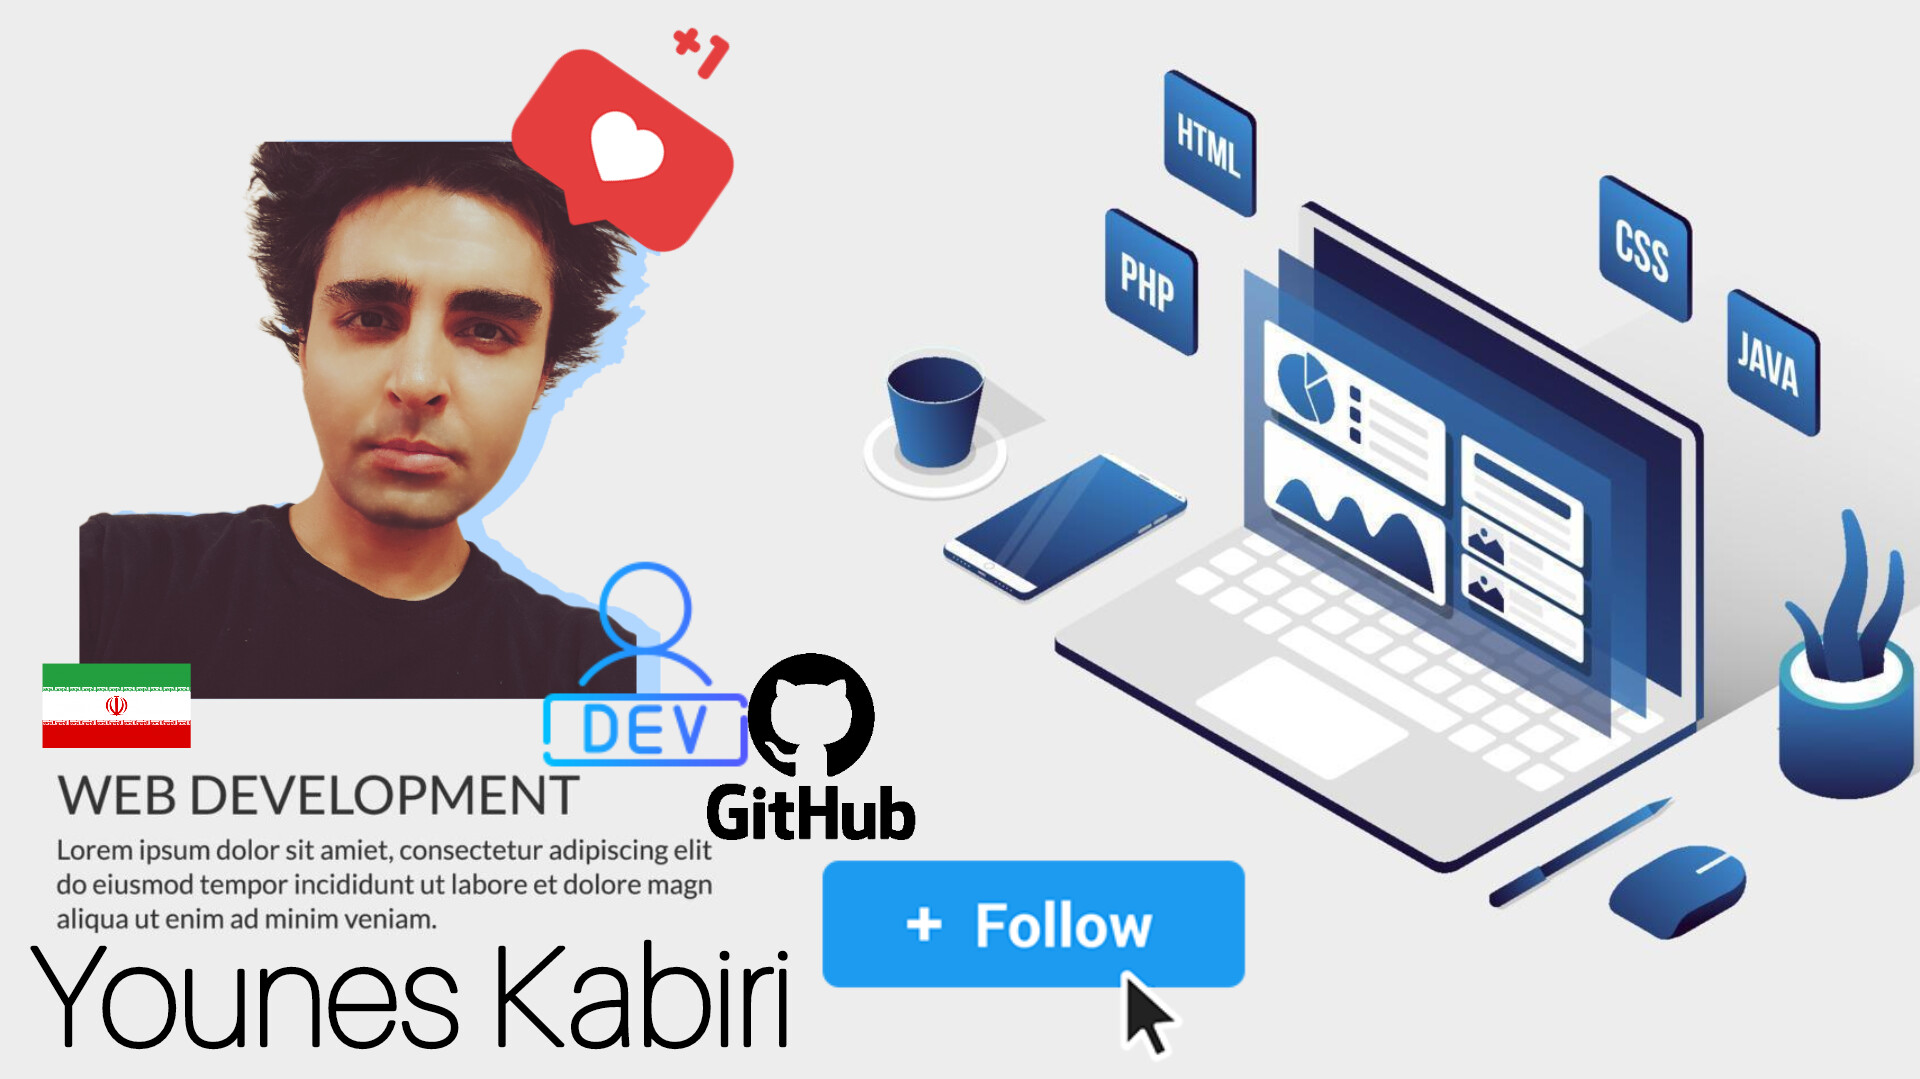 +1
HTML
CSS
PHP
JAVA
DEV
GitHub
WEB DEVELOPMENT
Lorem ipsum dolor sit amiet, consectetur adipiscing elit
do eiusmod tempor incididunt ut labore et dolore magn
aliqua ut enim ad minim veniam.
+ Follow
Younes Kabiri